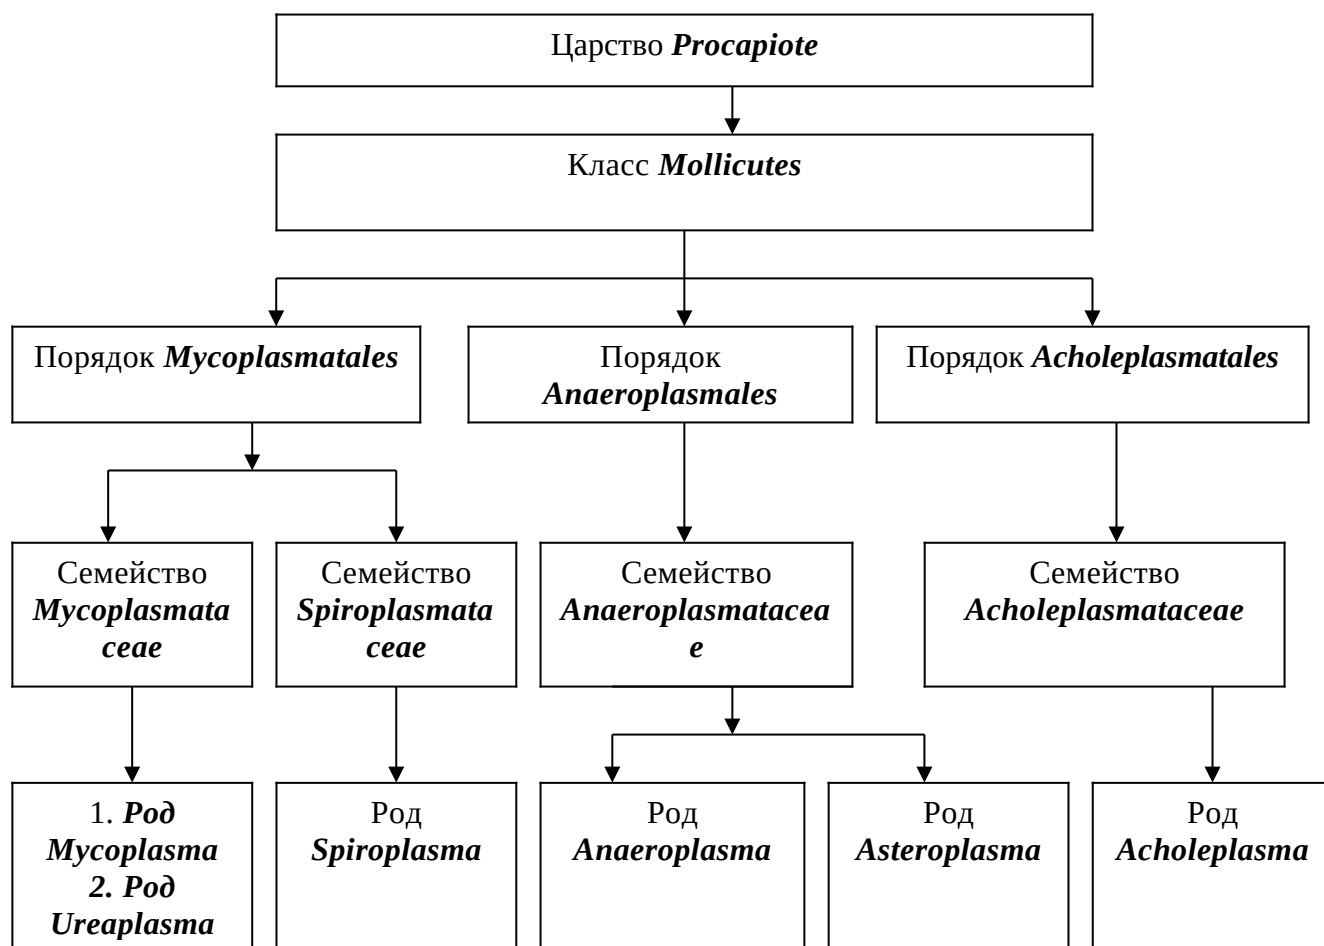 Царство Procapiote
Класс Mollicutes
Порядок Mycoplasmatales
Порядок
Anaeroplasmales
Порядок Acholeplasmatales
Семейство
Mycoplasmata
ceae
Семейство
Spiroplasmata
ceae
Семейство
Anaeroplasmatacea
e
Семейство
Acholeplasmataceae
1. Род
Mycoplasma
2. Род
Ureaplasma
Род
Spiroplasma
Род
Anaeroplasma
Род
Asteroplasma
Род
Acholeplasma